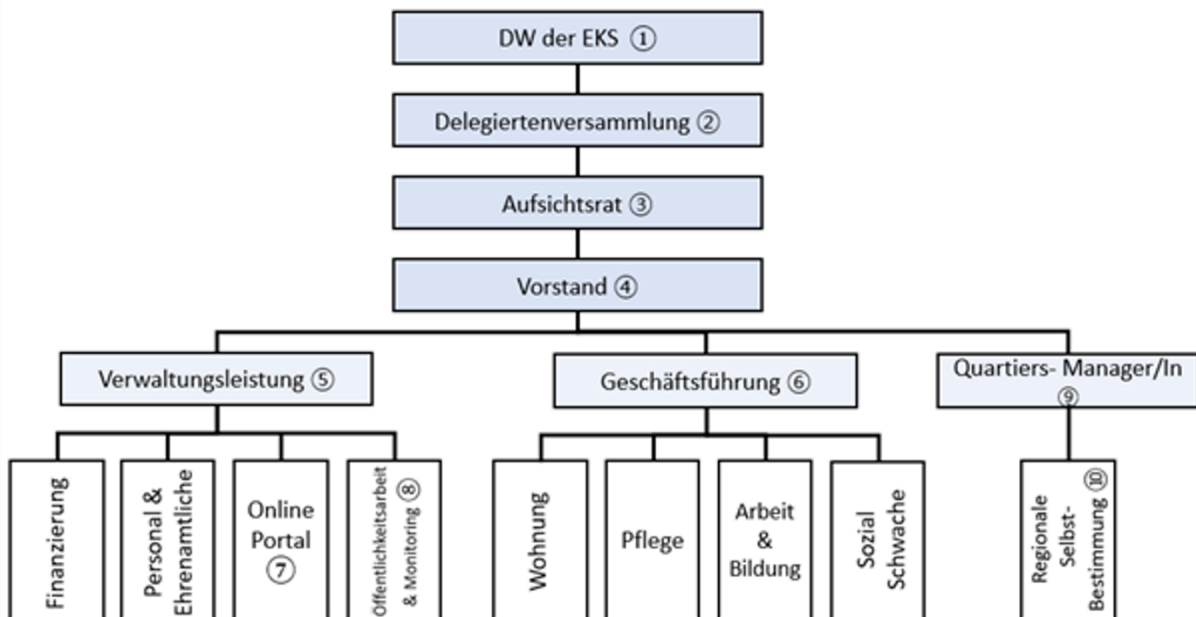 DW der EKS ①
Delegiertenversammlung ②
Aufsichtsrat ③
Vorstand ④
Verwaltungsleistung ⑤
Geschäftsführung ⑥
Quartiers- Manager/In
⑨
Finanzierung
Personal &
Ehrenamtliche
Online
Portal
⑦
Öffentlichkeitsarbeit
& Monitoring ⑧
Wohnung
Pflege
Arbeit
&
Bildung
Sozial
Schwache
Regionale
Selbst-
Bestimmung ⑩